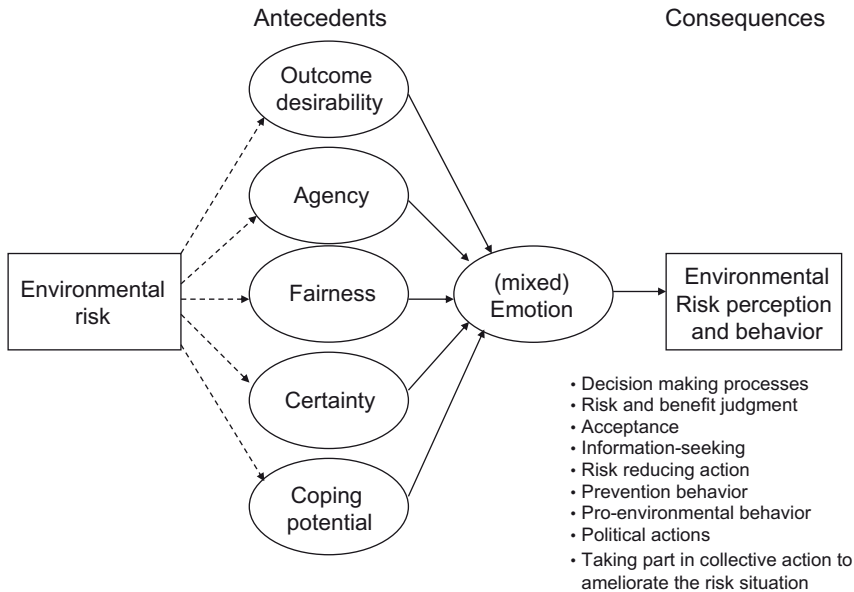 Antecedents
Consequences
Outcome
desirability
Agency
Environmental
risk
Fairness
(mixed)
Emotion
Environmental
Risk perception
and behavior
Certainty
Coping
potential
• Decision making processes
• Risk and benefit judgment
• Acceptance
• Information-seeking
• Risk reducing action
• Prevention behavior
• Pro-environmental behavior
• Political actions
• Taking part in collective action to
ameliorate the risk situation